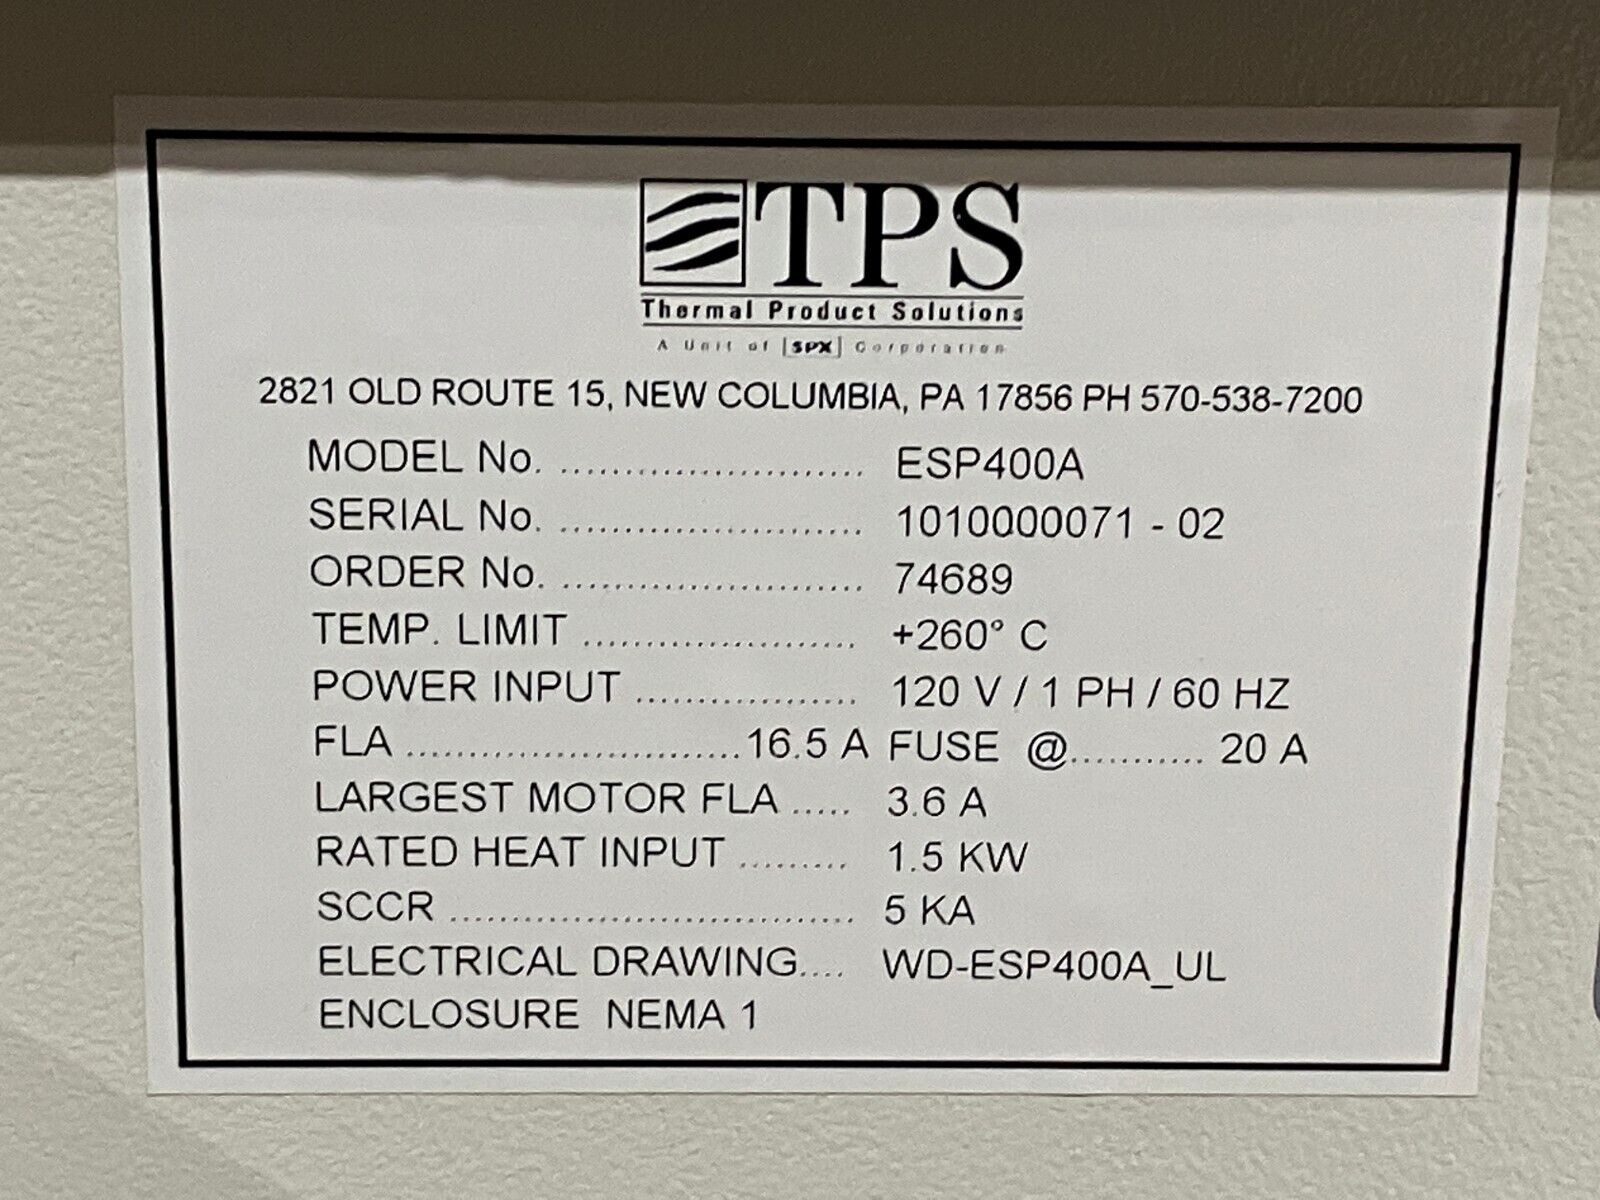 TPS
Thermal Product Solutions
A Unit of SPX Corporation
2821 OLD ROUTE 15, NEW COLUMBIA, PA 17856 PH 570-538-7200
MODEL No. ........................ ESP400A
SERIAL No. ........................ 1010000071 - 02
ORDER No. ........................ 74689
TEMP. LIMIT ...................... +260° C
POWER INPUT .................. 120 V / 1 PH / 60 HZ
FLA ...........................16.5 A FUSE @........... 20 A
LARGEST MOTOR FLA ..... 3.6 A
RATED HEAT INPUT ......... 1.5 KW
SCCR ................................. 5 KA
ELECTRICAL DRAWING.... WD-ESP400A_UL
ENCLOSURE NEMA 1